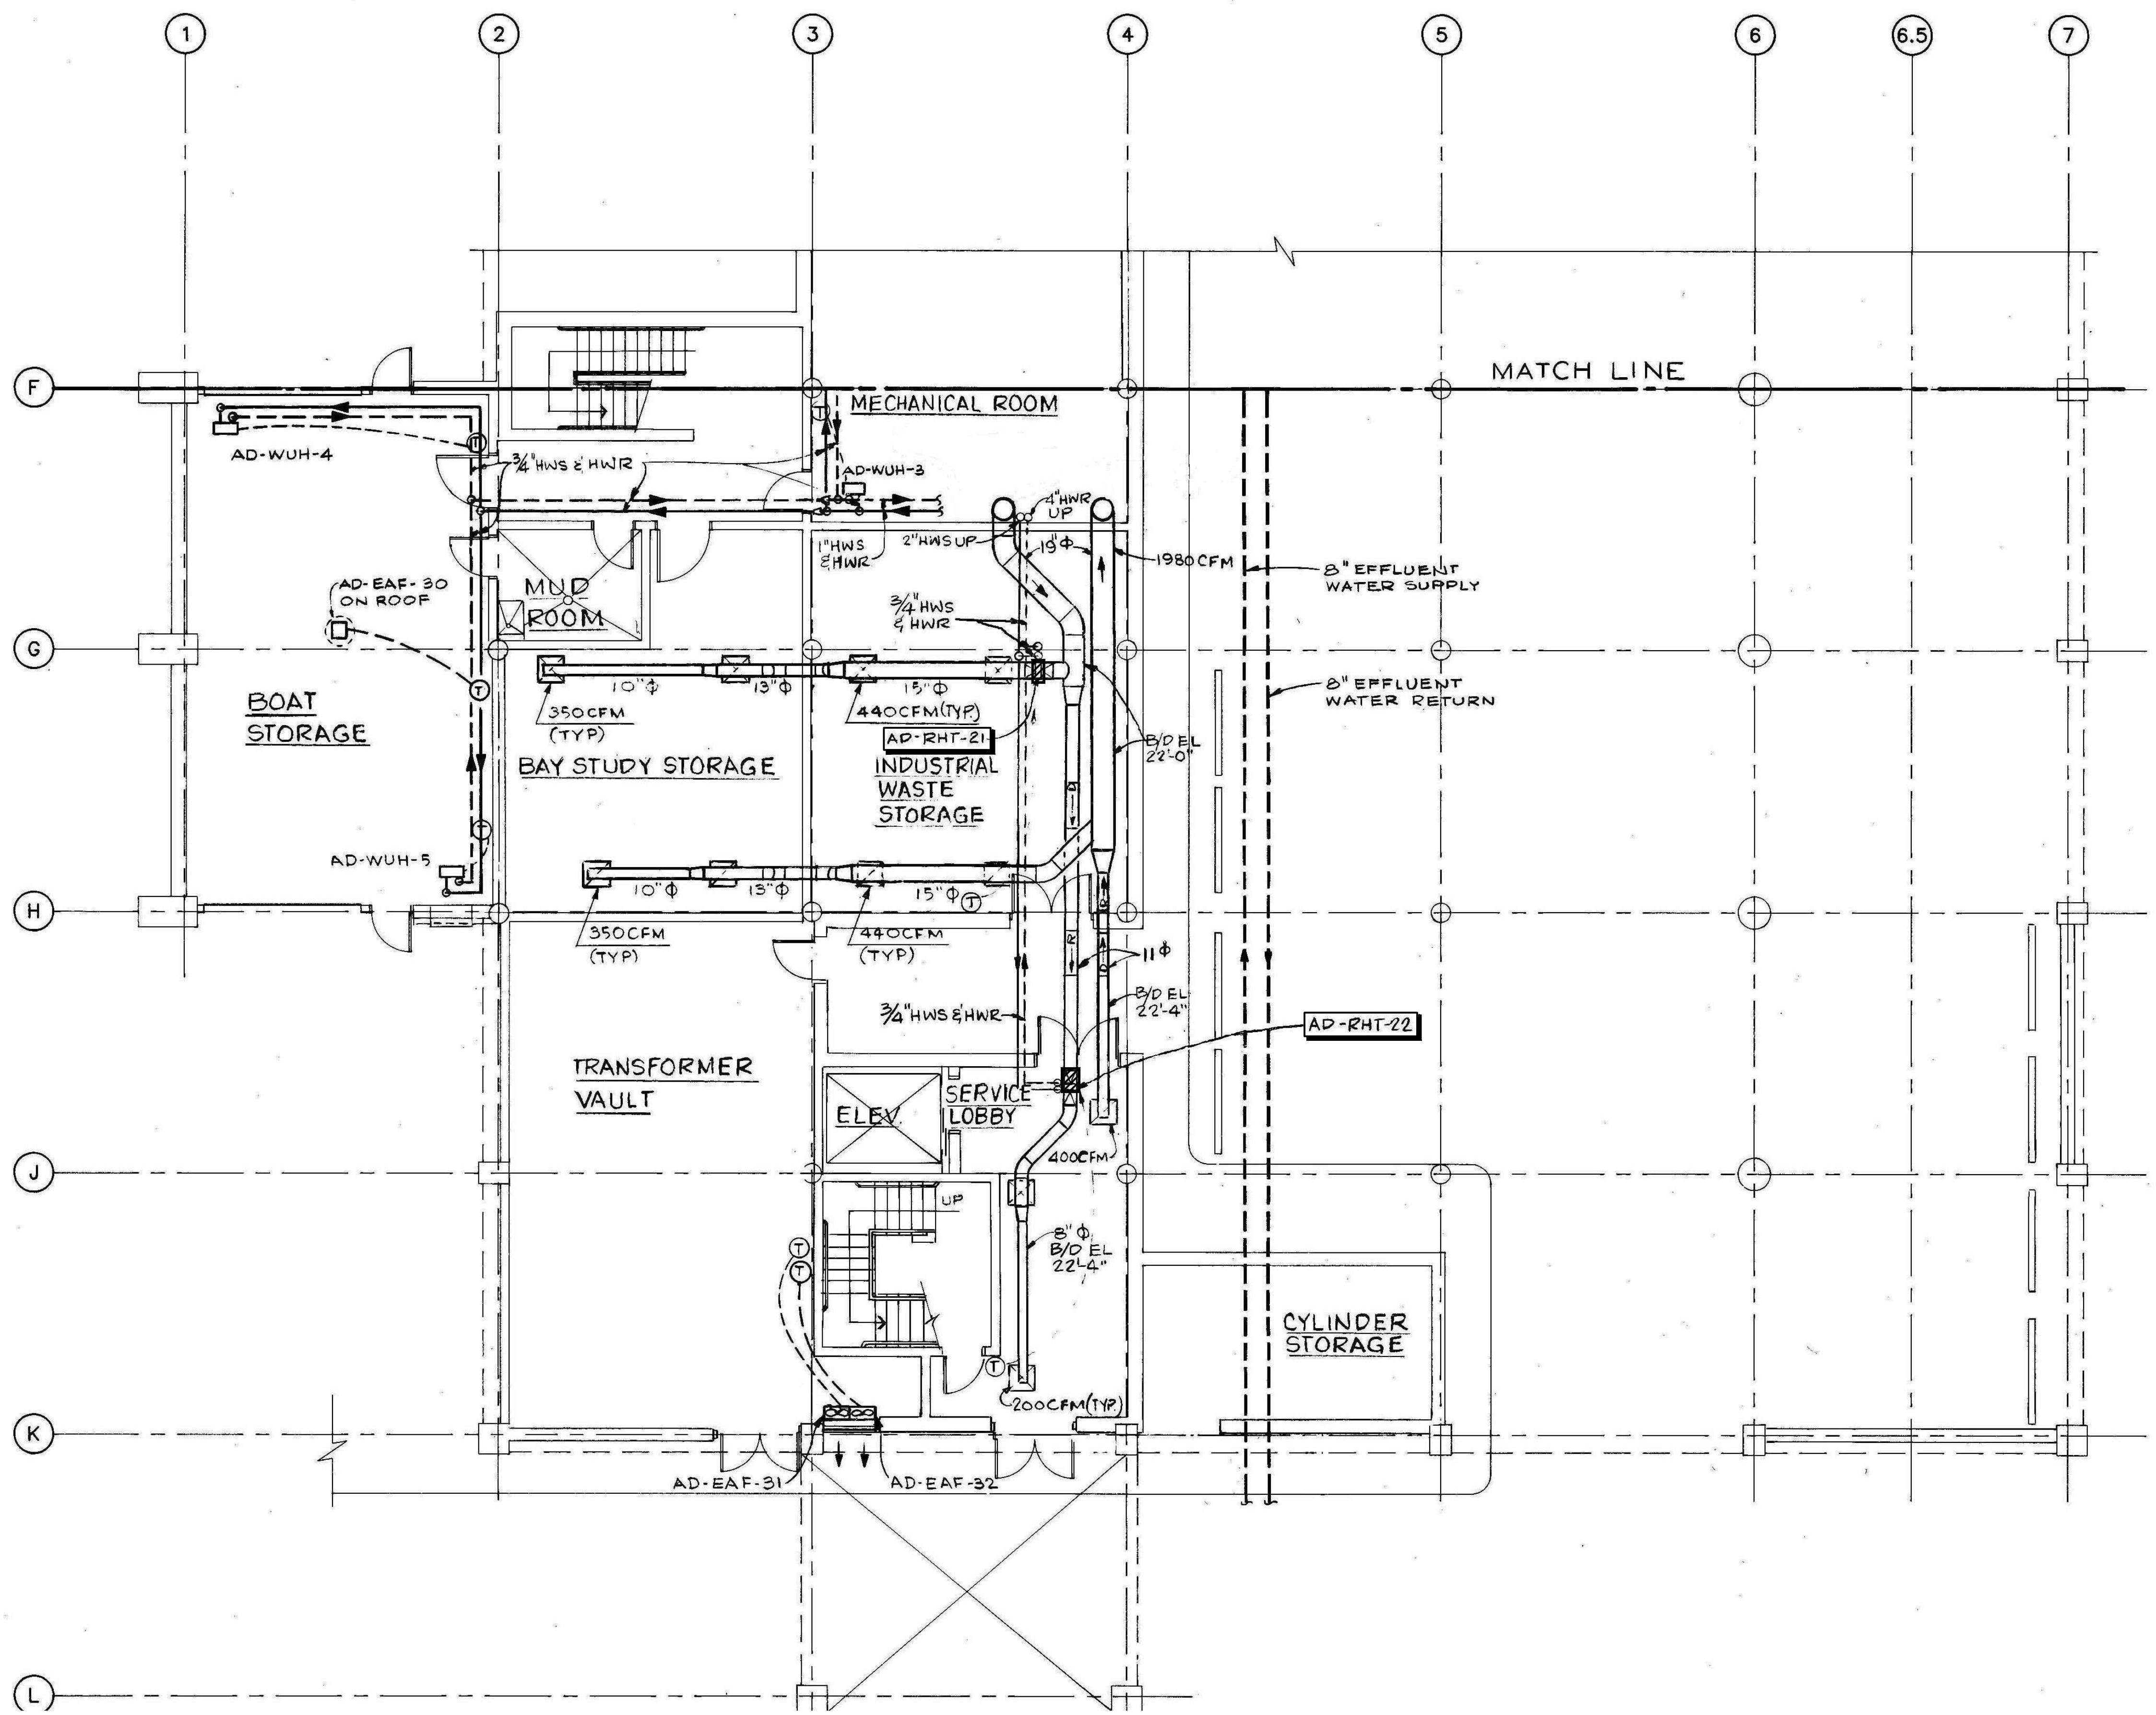 1
2
3
4
5
6
6.5
7
F
MATCH LINE
MECHANICAL ROOM
T
T
AD-WUH-4
3/4"HWS & HWR
AD-WUH-3
4"HWR
UP
2"HWS UP
1"HWS
&HWR
19"Φ
1980CFM
8" EFFLUENT
WATER SUPPLY
AD-EAF-30
ON ROOF
MUD
ROOM
3/4"HWS
& HWR
G
T
10"Φ
13"Φ
15"Φ
8" EFFLUENT
WATER RETURN
BOAT
STORAGE
350CFM
(TYP)
440CFM(TYP.)
AD-RHT-21
B/D EL
22'-0"
BAY STUDY STORAGE
INDUSTRIAL
WASTE
STORAGE
D
T
AD-WUH-5
10"Φ
13"Φ
15"Φ
T
R
H
350CFM
(TYP)
440CFM
(TYP)
R
11Φ
D
B/D EL
22'-4"
3/4"HWS & HWR
AD-RHT-22
TRANSFORMER
VAULT
ELEV.
SERVICE
LOBBY
400CFM
J
UP
8"Φ
B/D EL
22'-4"
T
T
CYLINDER
STORAGE
T
200CFM(TYP.)
K
AD-EAF-31
AD-EAF-32
L